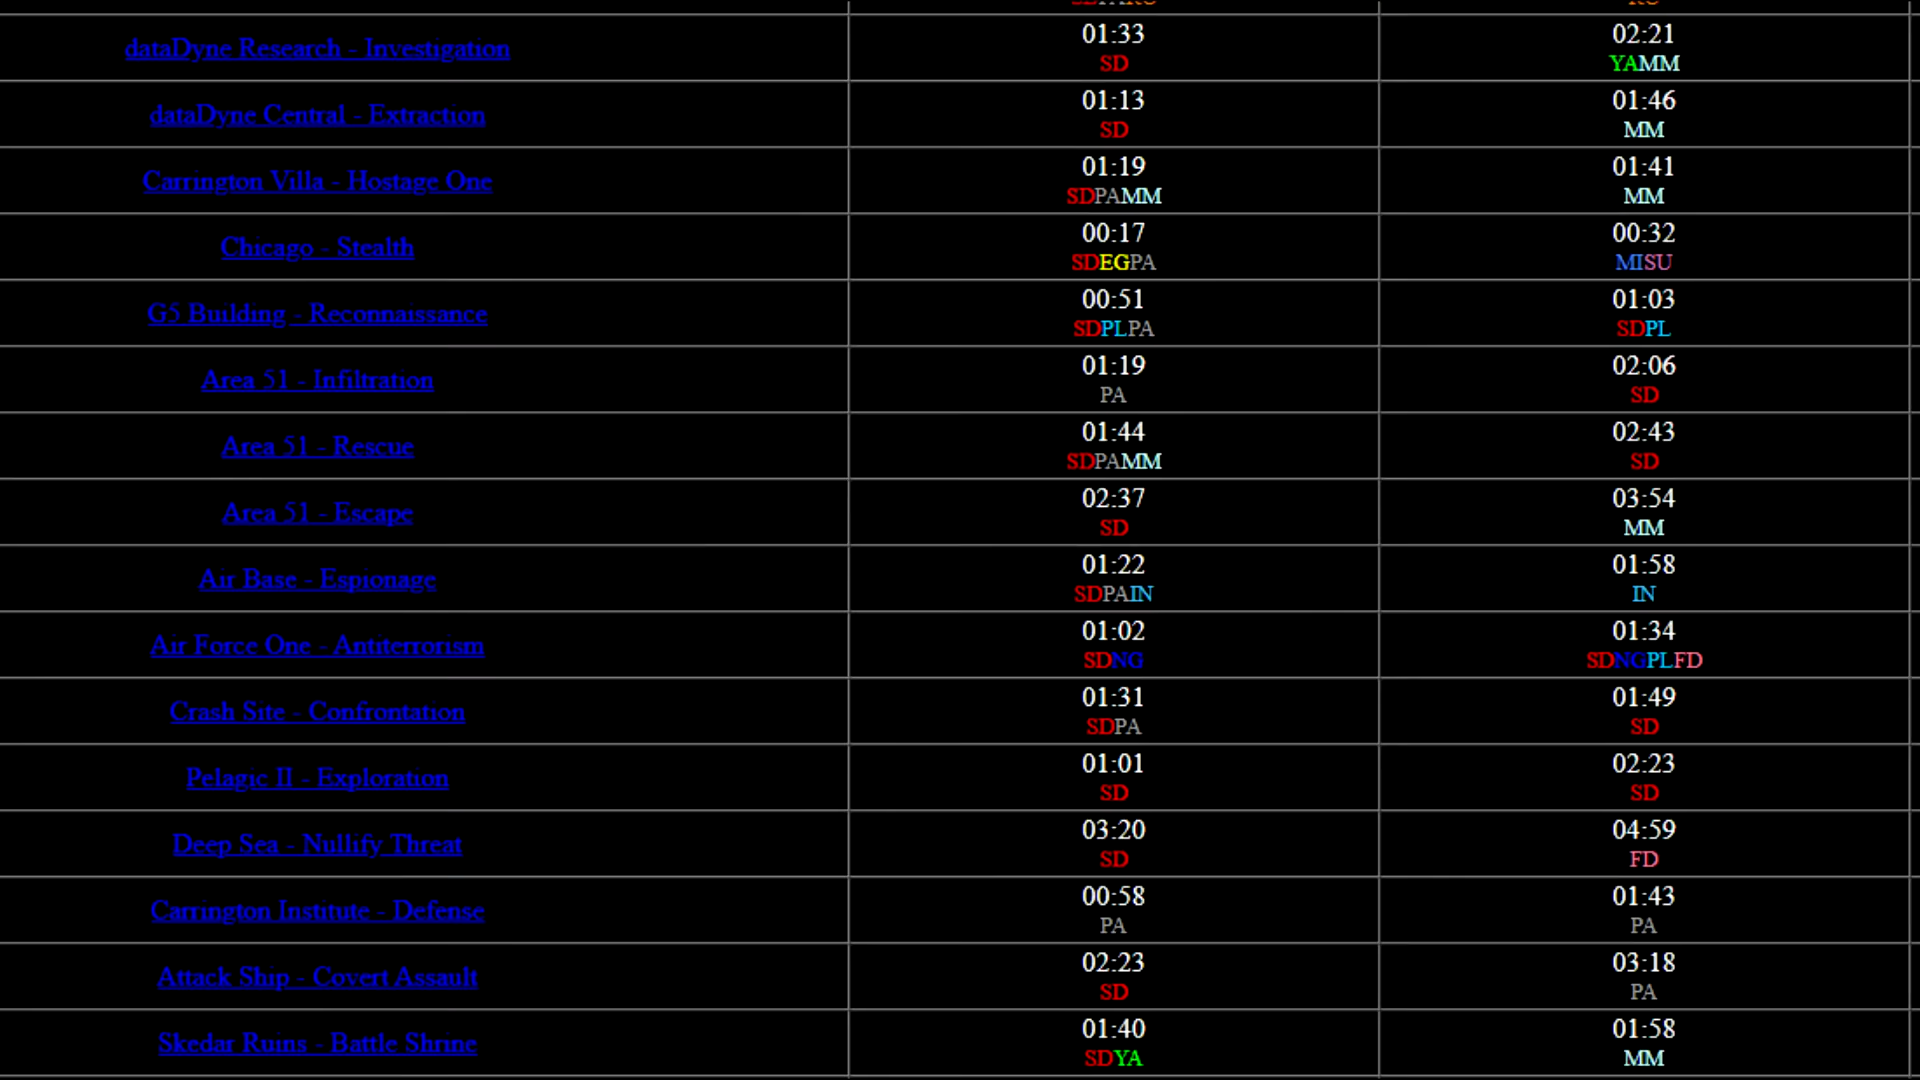 dataDyne Research - Investigation
01:33
SD
02:21
YAMM
dataDyne Central - Extraction
01:13
SD
01:46
MM
Carrington Villa - Hostage One
01:19
SDPAMM
01:41
MM
Chicago - Stealth
00:17
SDEGPA
00:32
MISU
G5 Building - Reconnaissance
00:51
SDPLPA
01:03
SDPL
Area 51 - Infiltration
01:19
PA
02:06
SD
Area 51 - Rescue
01:44
SDPAMM
02:43
SD
Area 51 - Escape
02:37
SD
03:54
MM
Air Base - Espionage
01:22
SDPAIN
01:58
IN
Air Force One - Antiterrorism
01:02
SDNG
01:34
SDNGPLFD
Crash Site - Confrontation
01:31
SDPA
01:49
SD
Pelagic II - Exploration
01:01
SD
02:23
SD
Deep Sea - Nullify Threat
03:20
SD
04:59
FD
Carrington Institute - Defense
00:58
PA
01:43
PA
Attack Ship - Covert Assault
02:23
SD
03:18
PA
Skedar Ruins - Battle Shrine
01:40
SDYA
01:58
MM